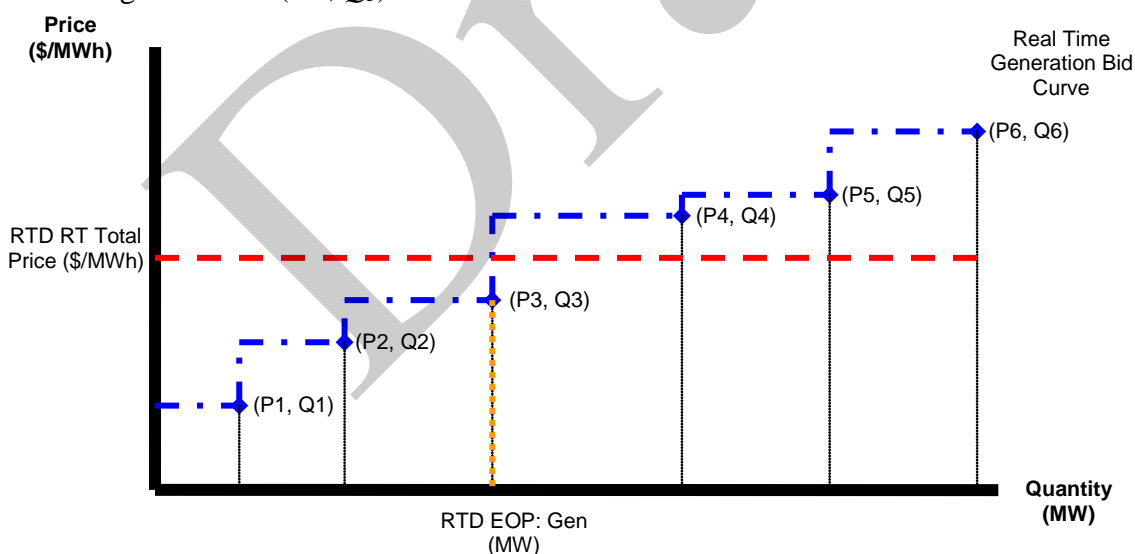 Price
($/MWh)
Real Time
Generation Bid
Curve
(P6, Q6)
(P5, Q5)
(P4, Q4)
RTD RT Total
Price ($/MWh)
(P3, Q3)
(P2, Q2)
(P1, Q1)
Quantity
(MW)
RTD EOP: Gen
(MW)